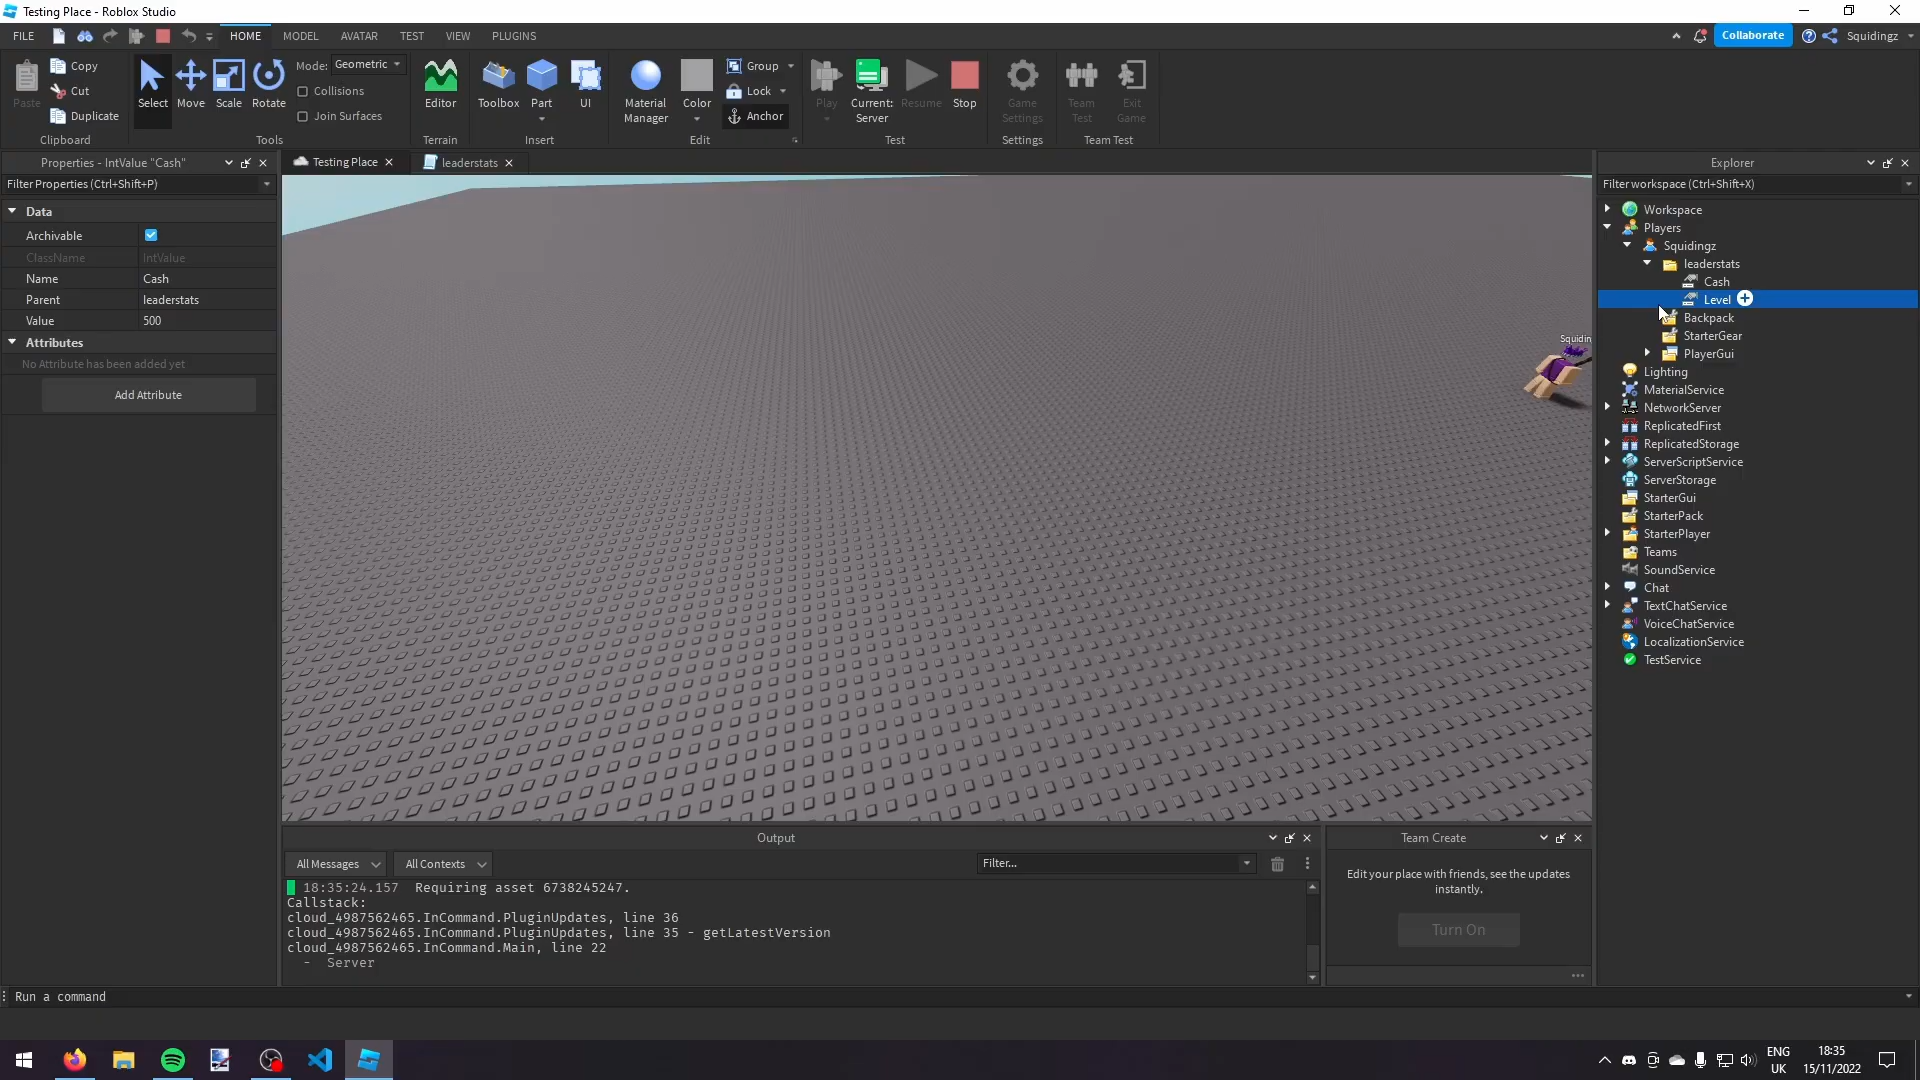 Testing Place - Roblox Studio
FILE
HOME
MODEL
AVATAR
TEST
VIEW
PLUGINS
Collaborate
Squidingz
Paste
Copy
Cut
Duplicate
Clipboard
Select
Move
Scale
Rotate
Mode: Geometric
Collisions
Join Surfaces
Tools
Editor
Terrain
Toolbox
Part
UI
Insert
Material Manager
Color
Group
Lock
Anchor
Edit
Play
Current: Server
Resume
Stop
Test
Game Settings
Settings
Team Test
Exit Game
Team Test
Properties - IntValue "Cash"
Filter Properties (Ctrl+Shift+P)
Data
Archivable
ClassName IntValue
Name Cash
Parent leaderstats
Value 500
Attributes
No Attribute has been added yet
Add Attribute
Testing Place
leaderstats
Squidin
Explorer
Filter workspace (Ctrl+Shift+X)
Workspace
Players
Squidingz
leaderstats
Cash
Level
Backpack
StarterGear
PlayerGui
Lighting
MaterialService
NetworkServer
ReplicatedFirst
ReplicatedStorage
ServerScriptService
ServerStorage
StarterGui
StarterPack
StarterPlayer
Teams
SoundService
Chat
TextChatService
VoiceChatService
LocalizationService
TestService
Output
All Messages
All Contexts
Filter...
18:35:24.157 Requiring asset 6738245247.
Callstack:
cloud_4987562465.InCommand.PluginUpdates, line 36
cloud_4987562465.InCommand.PluginUpdates, line 35 - getLatestVersion
cloud_4987562465.InCommand.Main, line 22
- Server
Team Create
Edit your place with friends, see the updates
instantly.
Turn On
Run a command
ENG
UK
18:35
15/11/2022